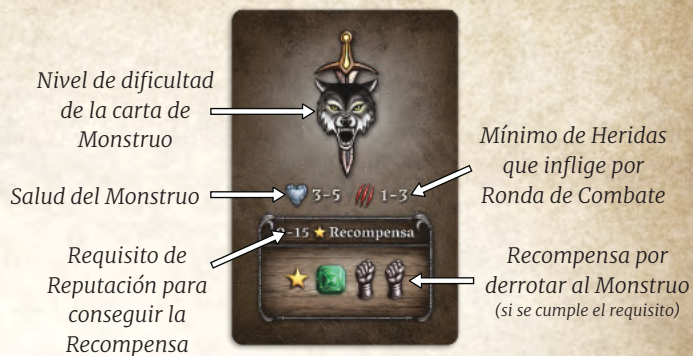 Nivel de dificultad
de la carta de
Monstruo
Salud del Monstruo
Requisito de
Reputación para
conseguir la
Recompensa
3-5 1-3
-15 Recompensa
Mínimo de Heridas
que inflige por
Ronda de Combate
Recompensa por
derrotar al Monstruo
(si se cumple el requisito)